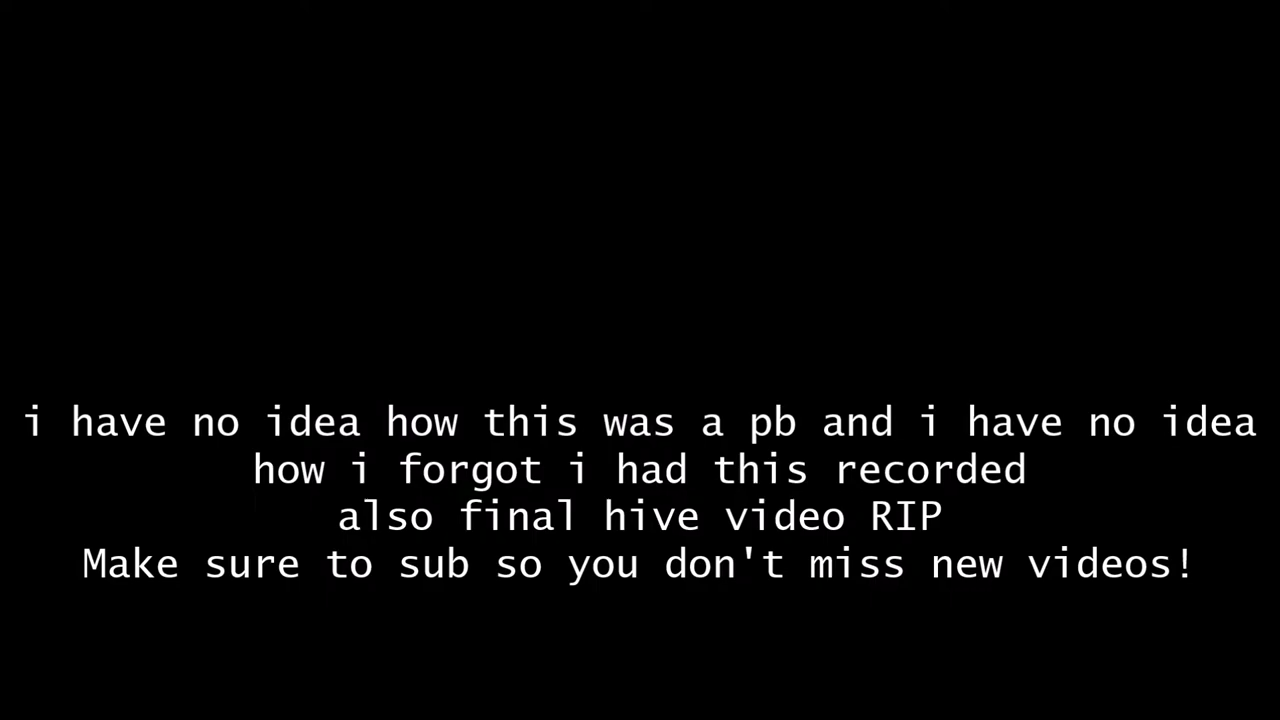 i have no idea how this was a pb and i have no idea
how i forgot i had this recorded
also final hive video RIP
Make sure to sub so you don't miss new videos!